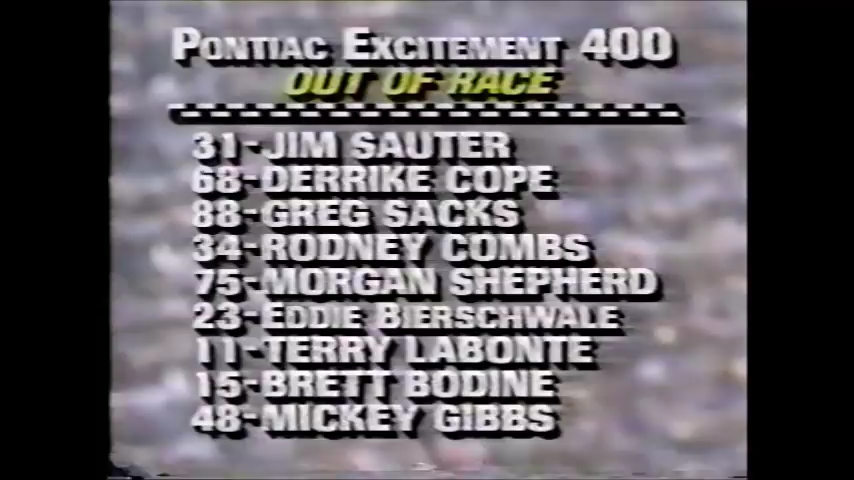 PONTIAC EXCITEMENT 400
OUT OF RACE
31-JIM SAUTER
68-DERRIKE COPE
88-GREG SACKS
34-RODNEY COMBS
75-MORGAN SHEPHERD
23-EDDIE BIERSCHWALE
11-TERRY LABONTE
15-BRETT BODINE
48-MICKEY GIBBS